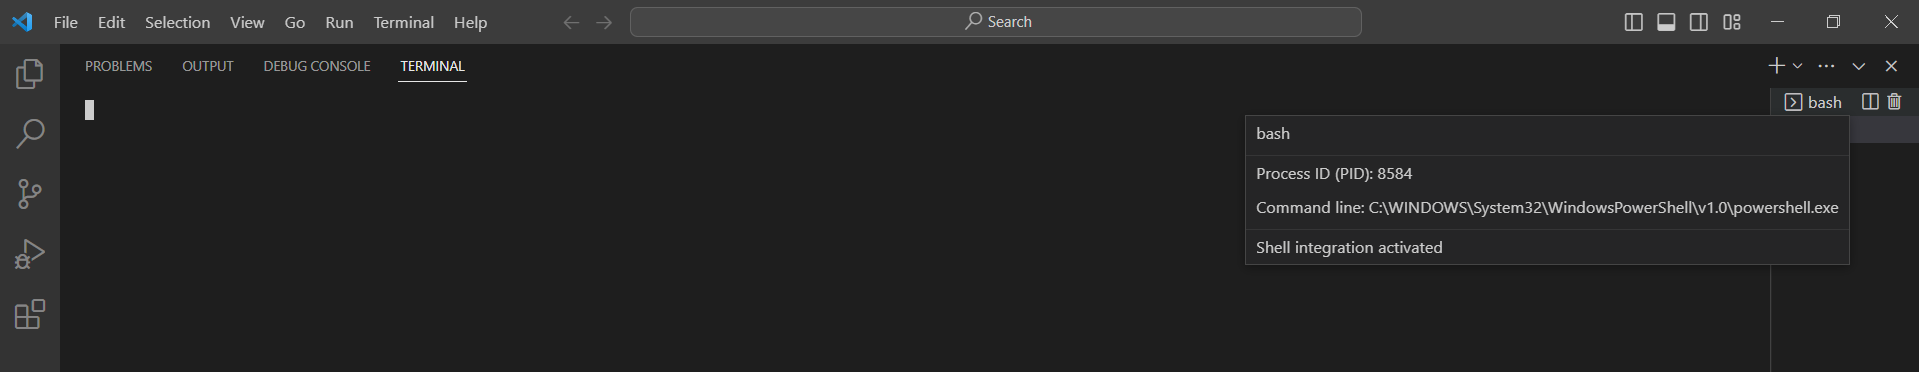 File Edit Selection View Go Run Terminal Help Search
PROBLEMS OUTPUT DEBUG CONSOLE TERMINAL
bash
bash
Process ID (PID): 8584
Command line: C:\WINDOWS\System32\WindowsPowerShell\v1.0\powershell.exe
Shell integration activated